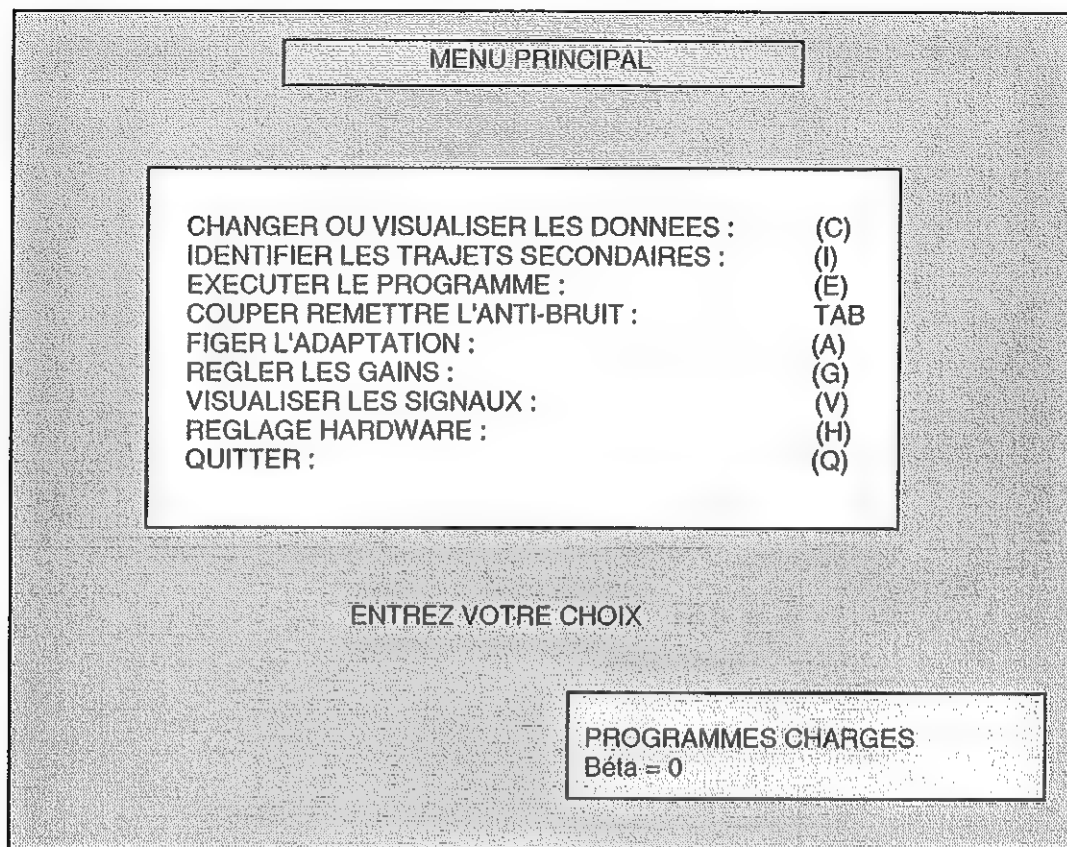 MENU PRINCIPAL
CHANGER OU VISUALISER LES DONNEES : (C)
IDENTIFIER LES TRAJETS SECONDAIRES : (I)
EXECUTER LE PROGRAMME : (E)
COUPER REMETTRE L'ANTI-BRUIT : TAB
FIGER L'ADAPTATION : (A)
REGLER LES GAINS : (G)
VISUALISER LES SIGNAUX : (V)
REGLAGE HARDWARE : (H)
QUITTER : (Q)
ENTREZ VOTRE CHOIX
PROGRAMMES CHARGES
Béta = 0